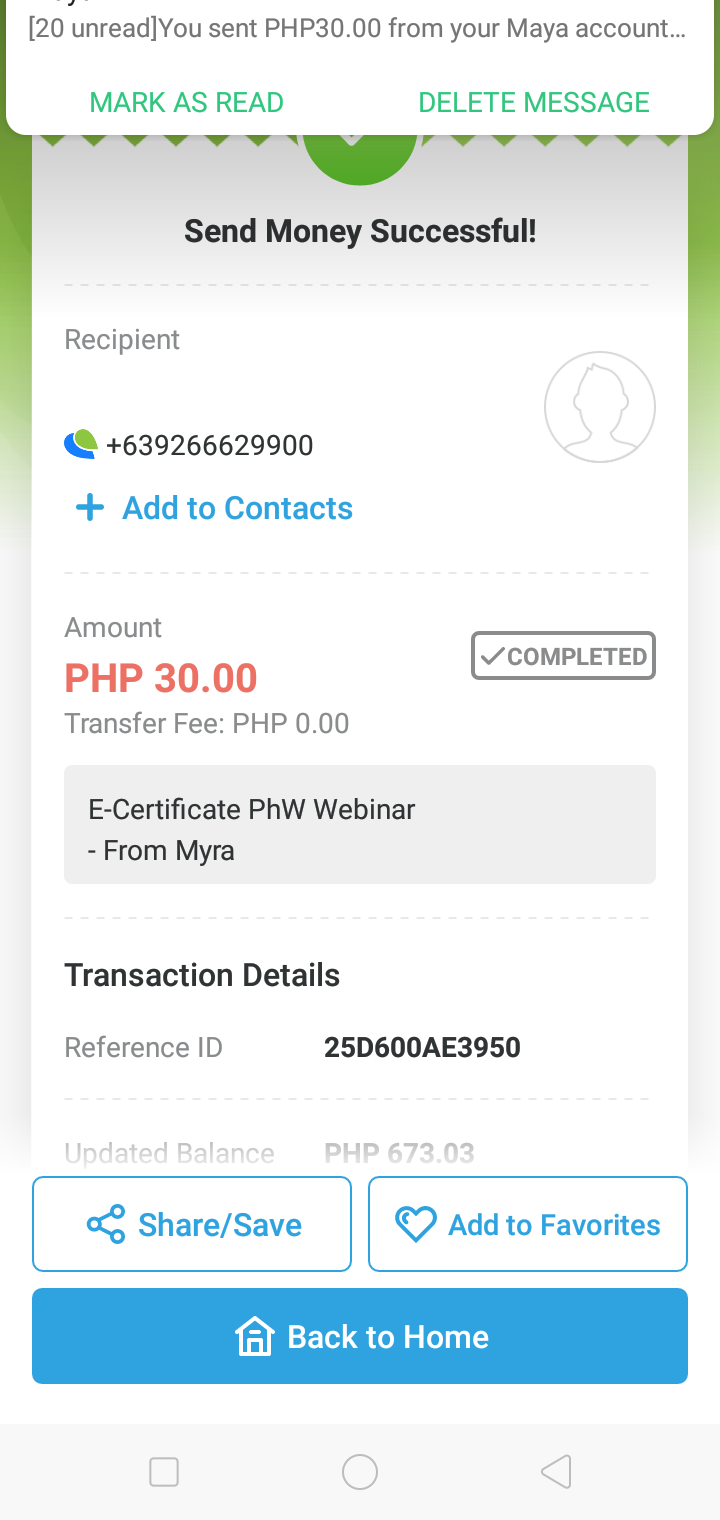 [20 unread]You sent PHP30.00 from your Maya account...
MARK AS READ DELETE MESSAGE
Send Money Successful!
Recipient
+639266629900
+ Add to Contacts
Amount
PHP 30.00
COMPLETED
Transfer Fee: PHP 0.00
E-Certificate PhW Webinar
- From Myra
Transaction Details
Reference ID 25D600AE3950
Updated Balance PHP 673.03
Share/Save Add to Favorites
Back to Home